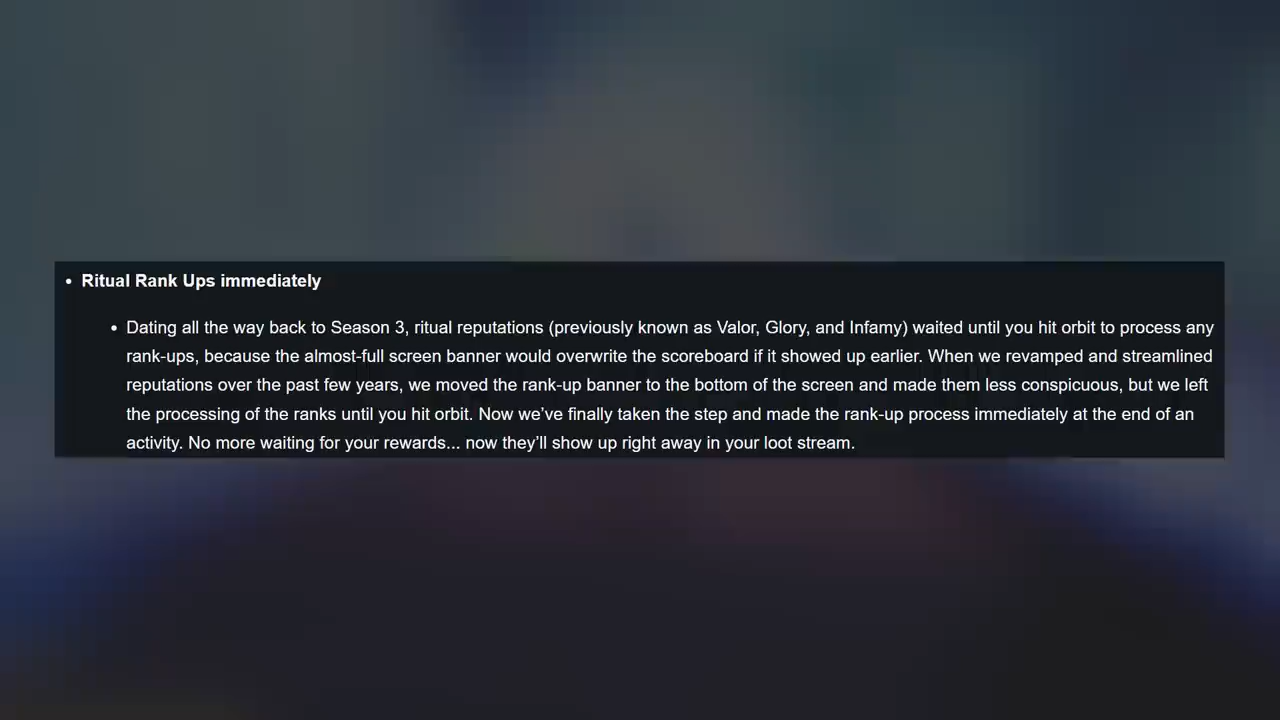 • Ritual Rank Ups immediately
• Dating all the way back to Season 3, ritual reputations (previously known as Valor, Glory, and Infamy) waited until you hit orbit to process any
rank-ups, because the almost-full screen banner would overwrite the scoreboard if it showed up earlier. When we revamped and streamlined
reputations over the past few years, we moved the rank-up banner to the bottom of the screen and made them less conspicuous, but we left
the processing of the ranks until you hit orbit. Now we've finally taken the step and made the rank-up process immediately at the end of an
activity. No more waiting for your rewards... now they'll show up right away in your loot stream.